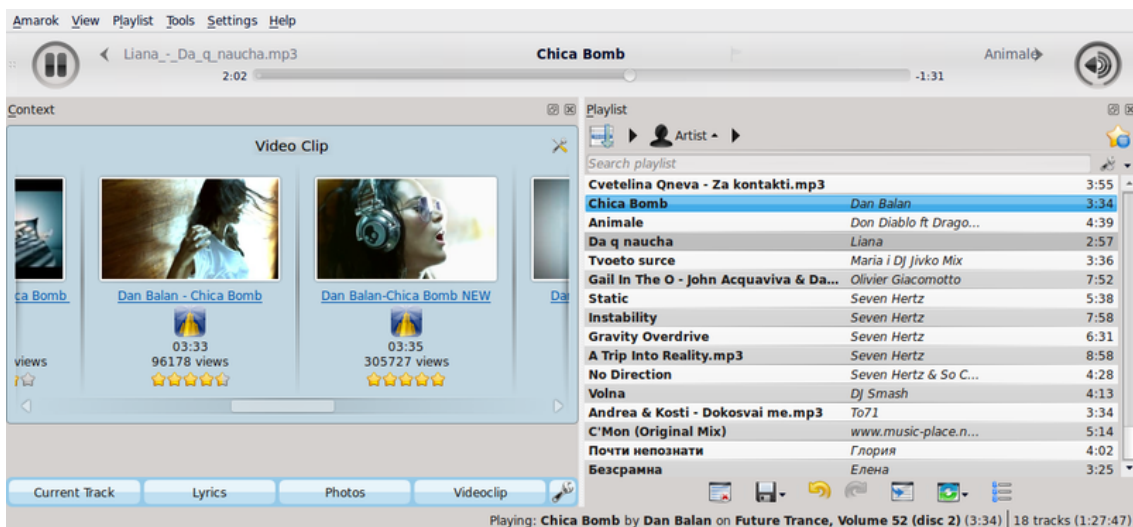 Amarok View Playlist Tools Settings Help
Liana_-_Da_q_naucha.mp3 Chica Bomb Animale
2:02 -1:31
Context
Video Clip
ca Bomb
views
Dan Balan - Chica Bomb
03:33
96178 views
Dan Balan-Chica Bomb NEW
03:35
305727 views
Da
Current Track Lyrics Photos Videoclip
Playlist
Artist
Search playlist
Cvetelina Qneva - Za kontakti.mp3 3:55
Chica Bomb Dan Balan 3:34
Animale Don Diablo ft Drago... 4:39
Da q naucha Liana 2:57
Tvoeto surce Maria i DJ Jivko Mix 3:36
Gail In The O - John Acquaviva & Da... Olivier Giacomotto 7:52
Static Seven Hertz 5:38
Instability Seven Hertz 7:58
Gravity Overdrive Seven Hertz 6:31
A Trip Into Reality.mp3 Seven Hertz 8:58
No Direction Seven Hertz & So C... 4:28
Volna DJ Smash 4:13
Andrea & Kosti - Dokosvai me.mp3 To71 3:34
C'Mon (Original Mix) www.music-place.n... 5:14
Почти непознати Глория 4:02
Безсрамна Елена 3:25
Playing: Chica Bomb by Dan Balan on Future Trance, Volume 52 (disc 2) (3:34) 18 tracks (1:27:47)